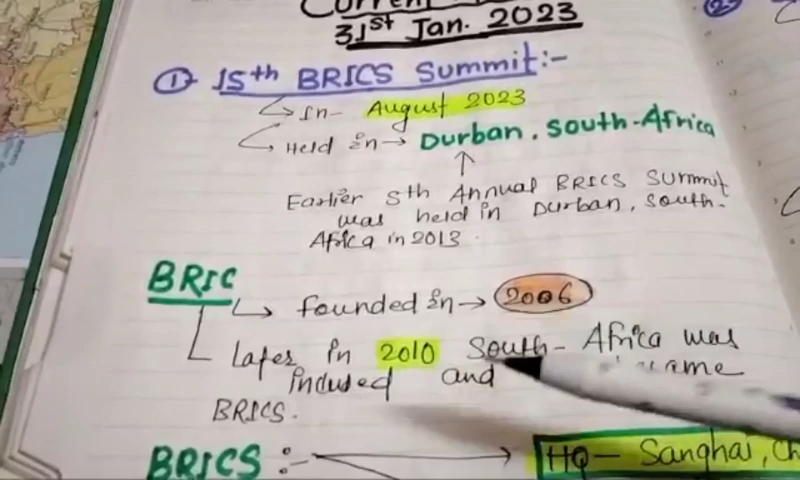 31st Jan. 2023
① 15th BRICS Summit:-
In- August 2023
Held in→ Durban, South-Africa
Earlier 5th Annual BRICS Summit
was held in Durban, South-
Africa in 2013.
BRIC
founded in→ 2006
Later in 2010 South-Africa was
inluded and
BRICS.
BRICS :-
HQ- Sanghai, Ch